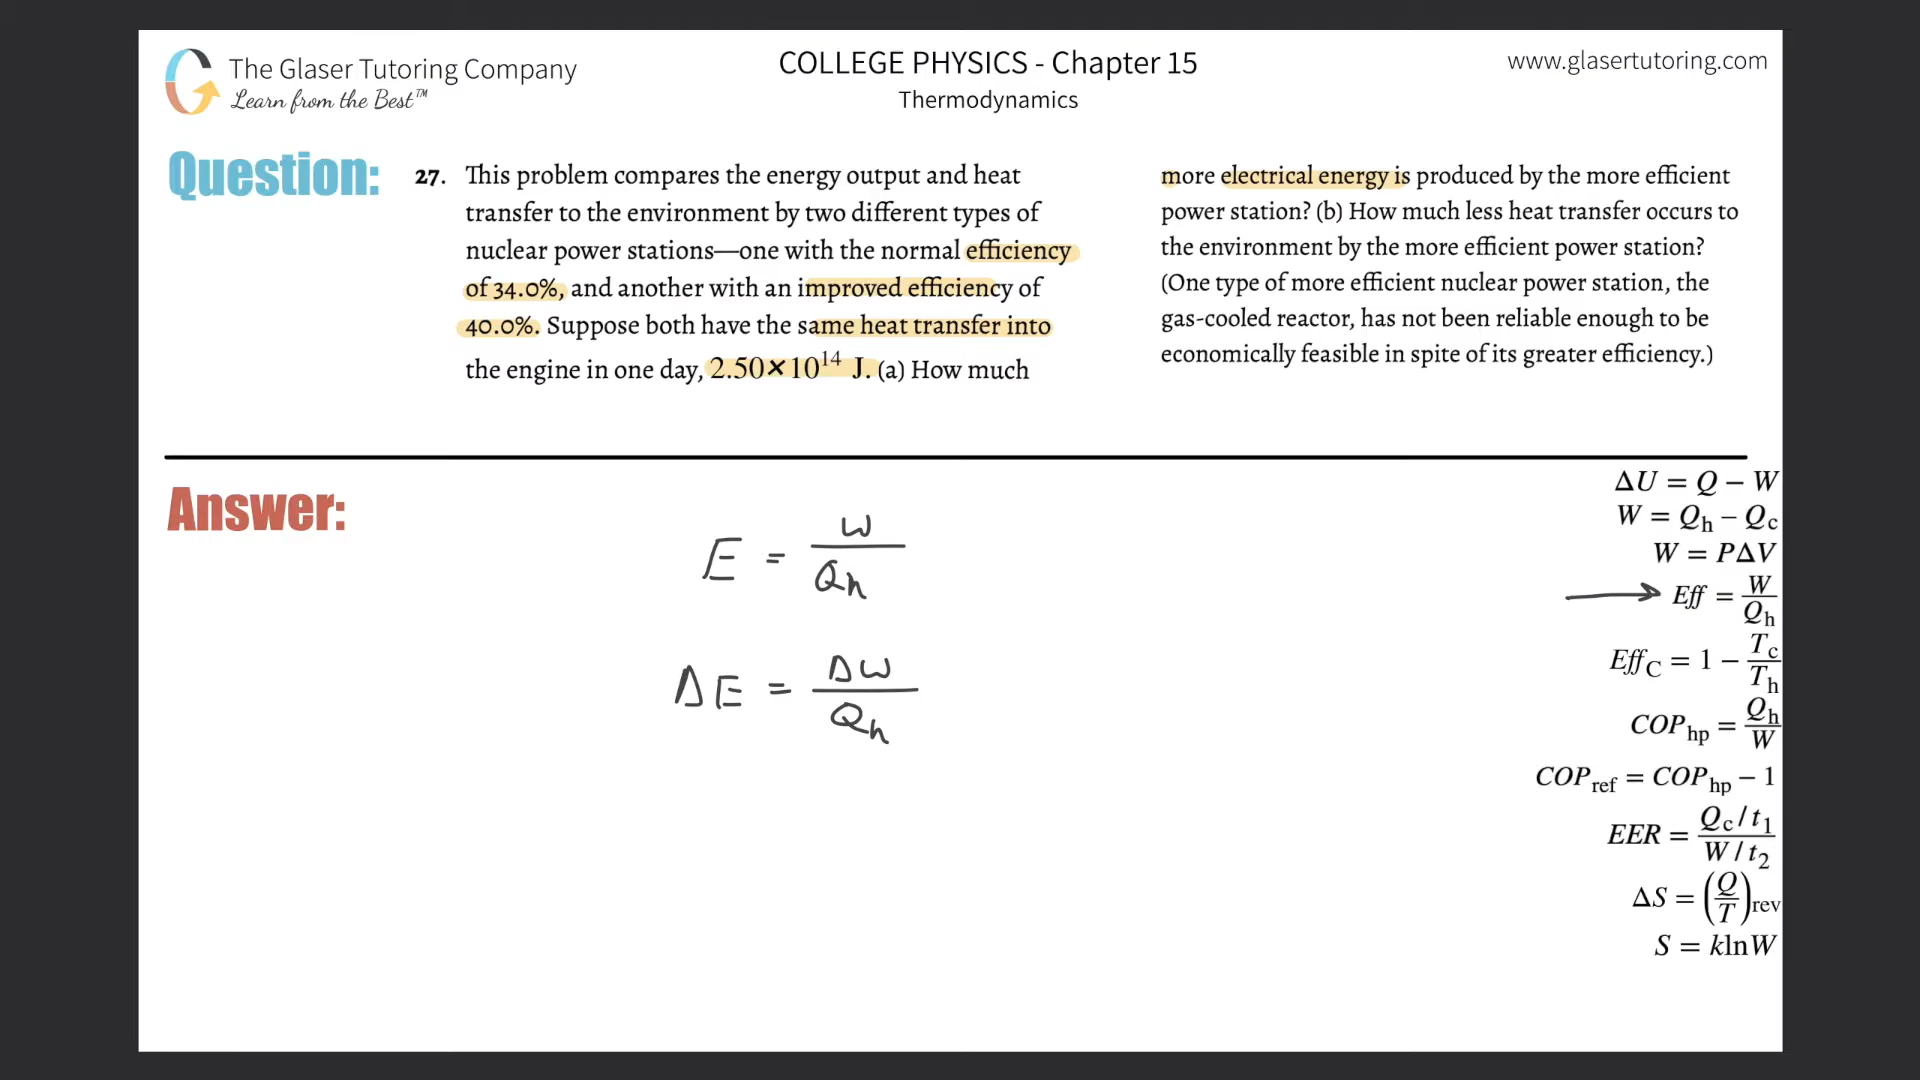 The Glaser Tutoring Company
Learn from the Best™
COLLEGE PHYSICS - Chapter 15
Thermodynamics
www.glasertutoring.com
Question:
27. This problem compares the energy output and heat
transfer to the environment by two different types of
nuclear power stations—one with the normal efficiency
of 34.0%, and another with an improved efficiency of
40.0%. Suppose both have the same heat transfer into
the engine in one day, 2.50×10¹⁴ J. (a) How much
more electrical energy is produced by the more efficient
power station? (b) How much less heat transfer occurs to
the environment by the more efficient power station?
(One type of more efficient nuclear power station, the
gas-cooled reactor, has not been reliable enough to be
economically feasible in spite of its greater efficiency.)
Answer:
E = W / Qh
ΔE = ΔW / Qh
ΔU = Q − W
W = Qh − Qc
W = PΔV
→ Eff = W / Qh
EffC = 1 − Tc / Th
COPhp = Qh / W
COPref = COPhp − 1
EER = (Qc / t1) / (W / t2)
ΔS = (Q / T)rev
S = klnW